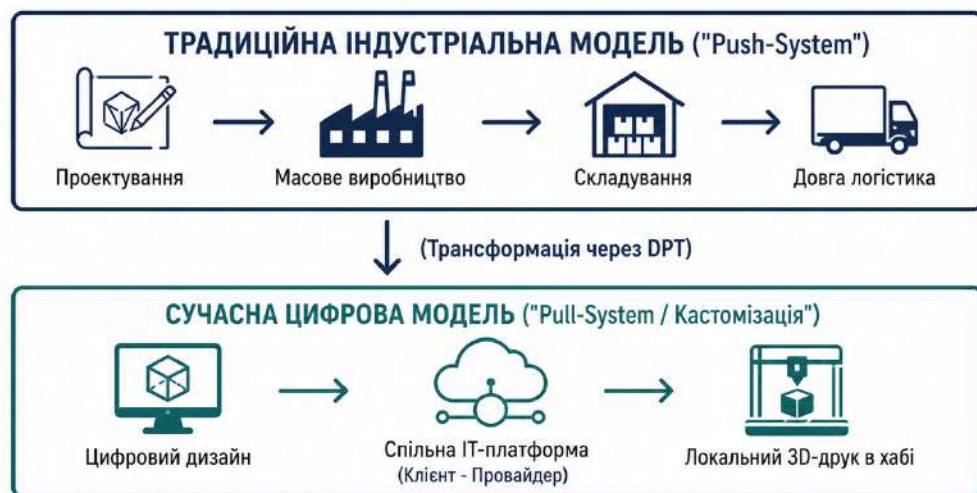 ТРАДИЦІЙНА ІНДУСТРІАЛЬНА МОДЕЛЬ ("Push-System")
Проектування
Масове виробництво
Складування
Довга логістика
(Трансформація через DPT)
СУЧАСНА ЦИФРОВА МОДЕЛЬ ("Pull-System / Кастомізація")
Цифровий дизайн
Спільна ІТ-платформа
(Клієнт - Провайдер)
Локальний 3D-друк в хабі